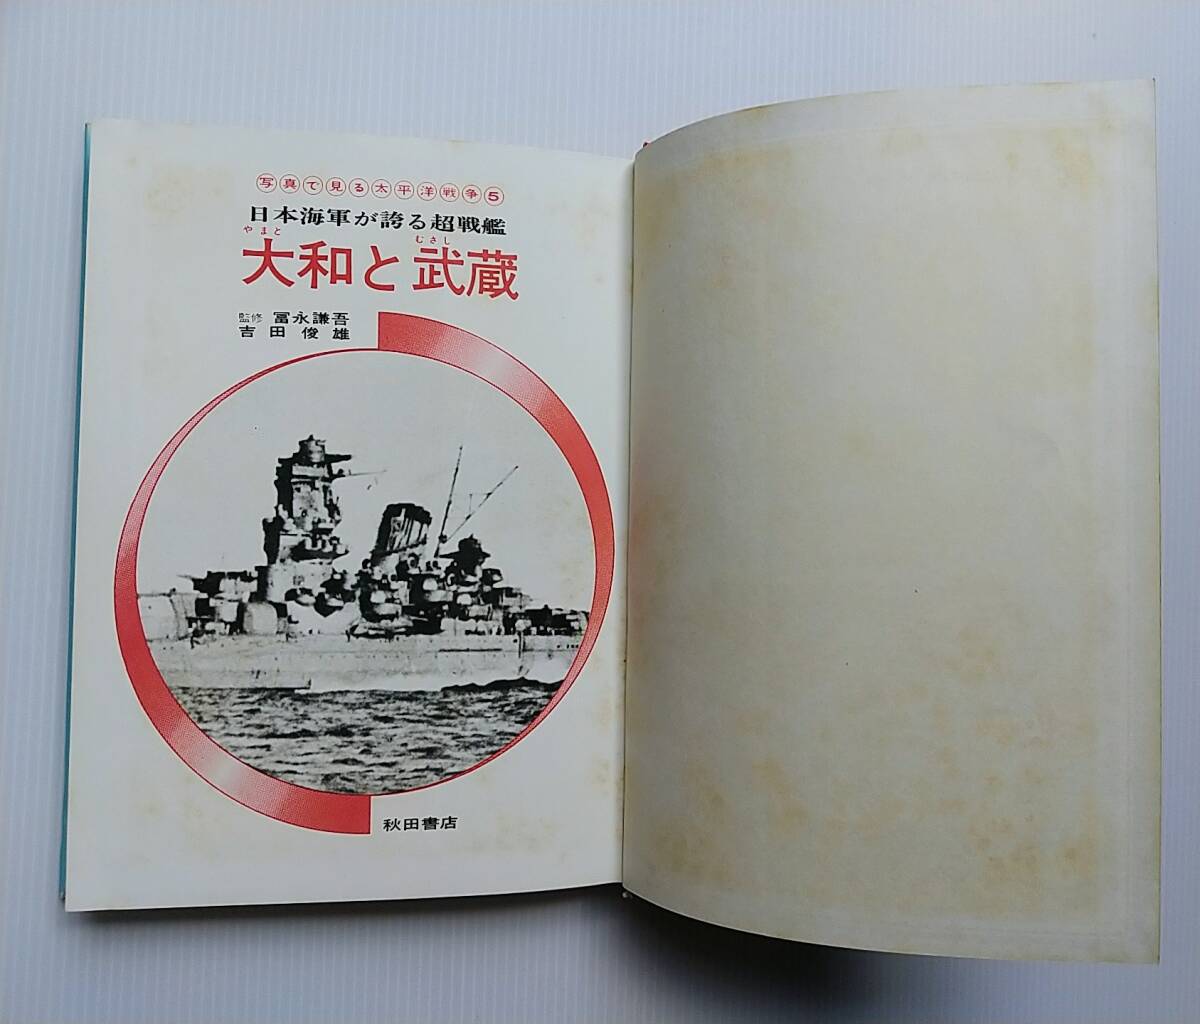 写真で見る太平洋戦争5
日本海軍が誇る超戦艦
やまと むさし
大和と武蔵
監修 冨永謙吾
吉田俊雄
秋田書店